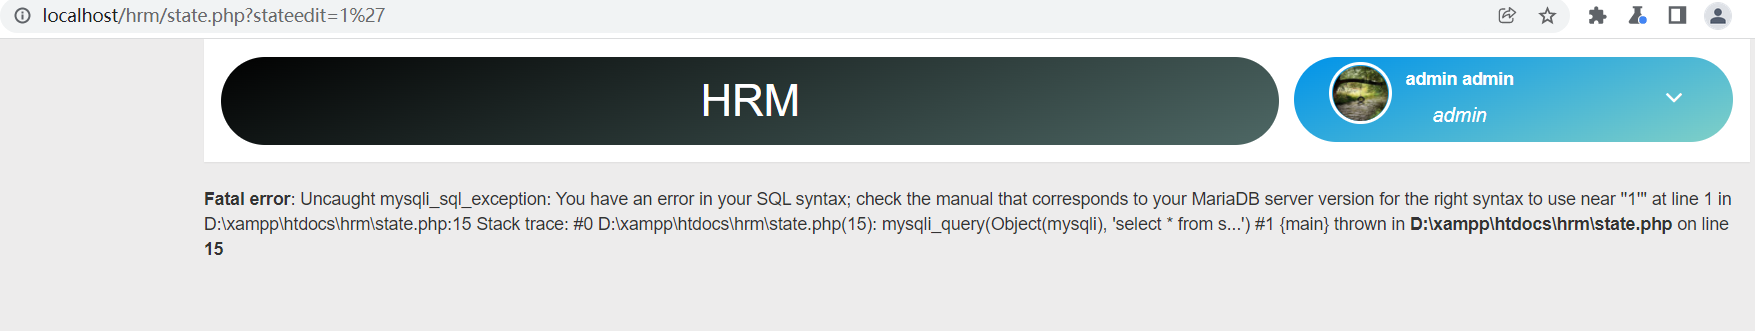 localhost/hrm/state.php?stateedit=1%27
HRM
admin admin
admin
Fatal error: Uncaught mysqli_sql_exception: You have an error in your SQL syntax; check the manual that corresponds to your MariaDB server version for the right syntax to use near ''1''' at line 1 in
D:\xampp\htdocs\hrm\state.php:15 Stack trace: #0 D:\xampp\htdocs\hrm\state.php(15): mysqli_query(Object(mysqli), 'select * from s...') #1 {main} thrown in D:\xampp\htdocs\hrm\state.php on line
15